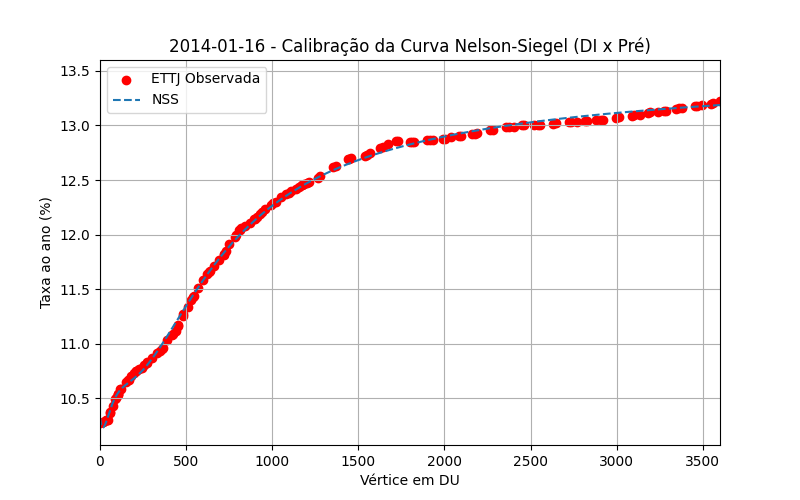 2014-01-16 - Calibração da Curva Nelson-Siegel (DI x Pré)
ETTJ Observada
NSS
Taxa ao ano (%)
13.5
13.0
12.5
12.0
11.5
11.0
10.5
0 500 1000 1500 2000 2500 3000 3500
Vértice em DU